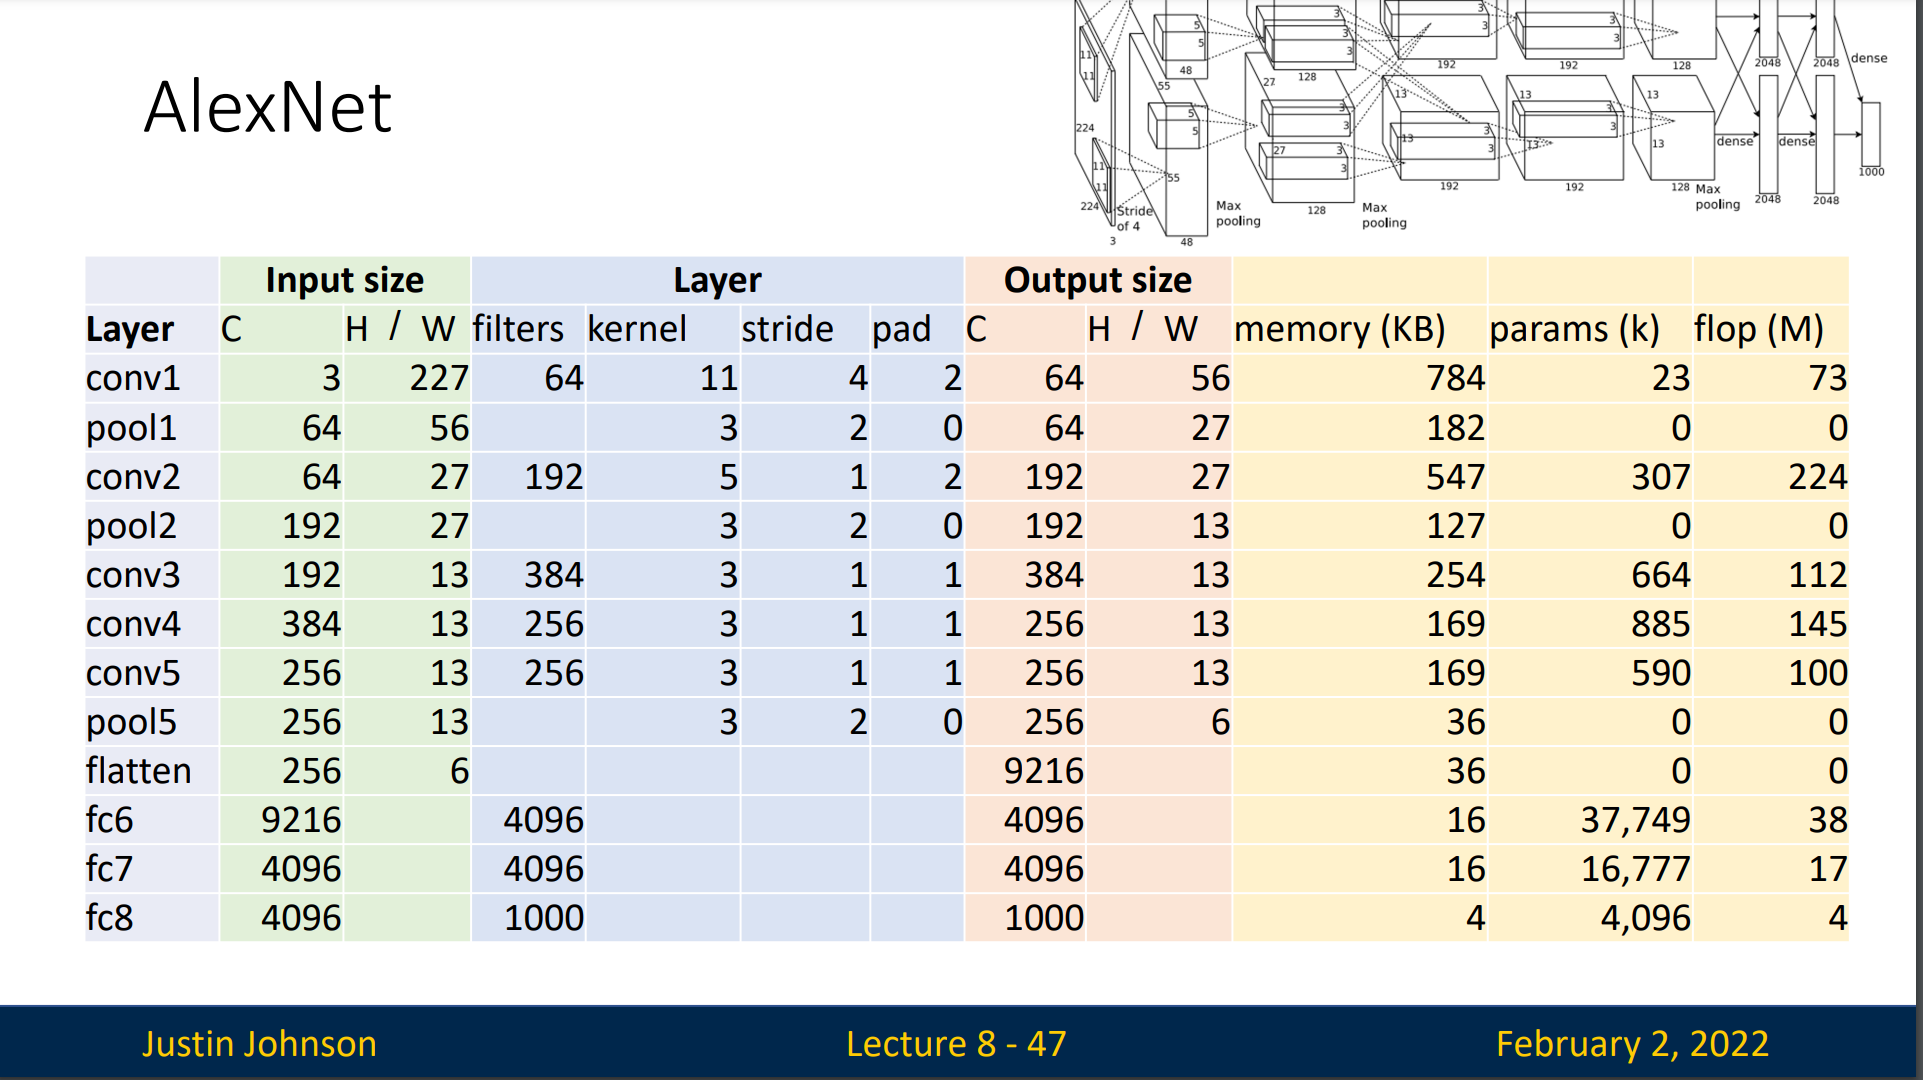 AlexNet
3 3 3 3
5 3 3 3
11 5 3
11 48 128 192 192 128 2048 2048 dense
55 27 13 13 13
5 3 3
224 5 3 13 3 3 13 13
11 27 3 3 dense dense
11 55 3
192 192 128 Max 1000
224 Stride Max 128 Max pooling 2048 2048
of 4 pooling pooling
3 48
Input size Layer Output size
Layer C H / W filters kernel stride pad C H / W memory (KB) params (k) flop (M)
conv1 3 227 64 11 4 2 64 56 784 23 73
pool1 64 56 3 2 0 64 27 182 0 0
conv2 64 27 192 5 1 2 192 27 547 307 224
pool2 192 27 3 2 0 192 13 127 0 0
conv3 192 13 384 3 1 1 384 13 254 664 112
conv4 384 13 256 3 1 1 256 13 169 885 145
conv5 256 13 256 3 1 1 256 13 169 590 100
pool5 256 13 3 2 0 256 6 36 0 0
flatten 256 6 9216 36 0 0
fc6 9216 4096 4096 16 37,749 38
fc7 4096 4096 4096 16 16,777 17
fc8 4096 1000 1000 4 4,096 4
Justin Johnson Lecture 8 - 47 February 2, 2022